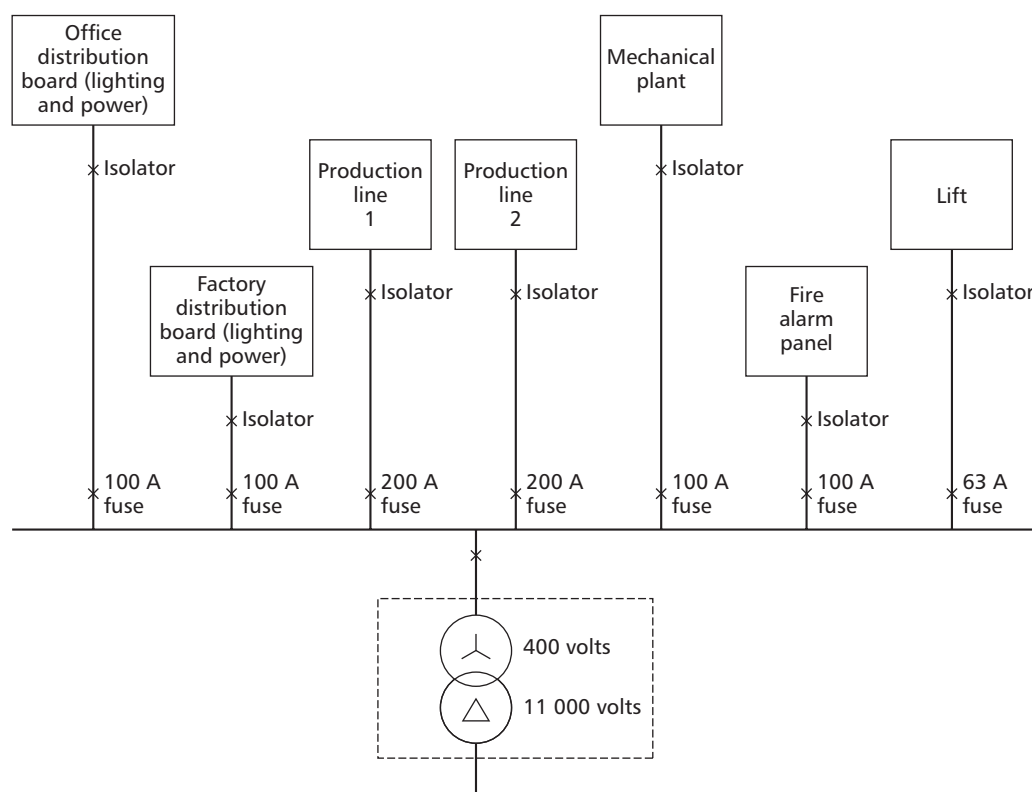 Office
distribution
board (lighting
and power)
Isolator
Factory
distribution
board (lighting
and power)
Isolator
Production
line
1
Isolator
Production
line
2
Isolator
Mechanical
plant
Isolator
Fire
alarm
panel
Isolator
Lift
Isolator
100 A
fuse
100 A
fuse
200 A
fuse
200 A
fuse
100 A
fuse
100 A
fuse
63 A
fuse
400 volts
11 000 volts